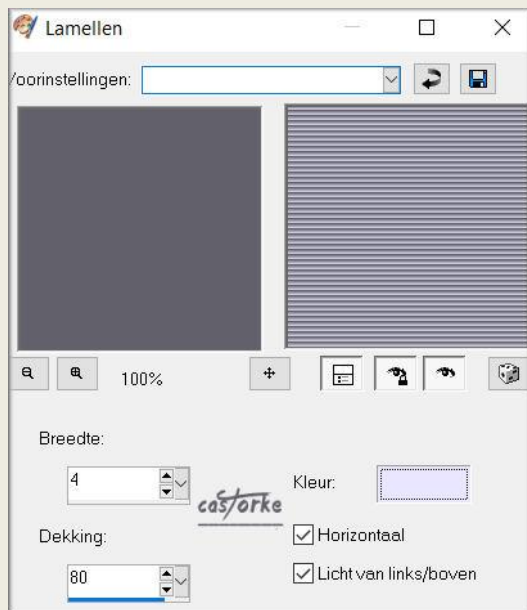 Lamellen
Voorinstellingen:
100%
Breedte:
4
Kleur:
castorke
Dekking:
Horizontaal
80
Licht van links/boven